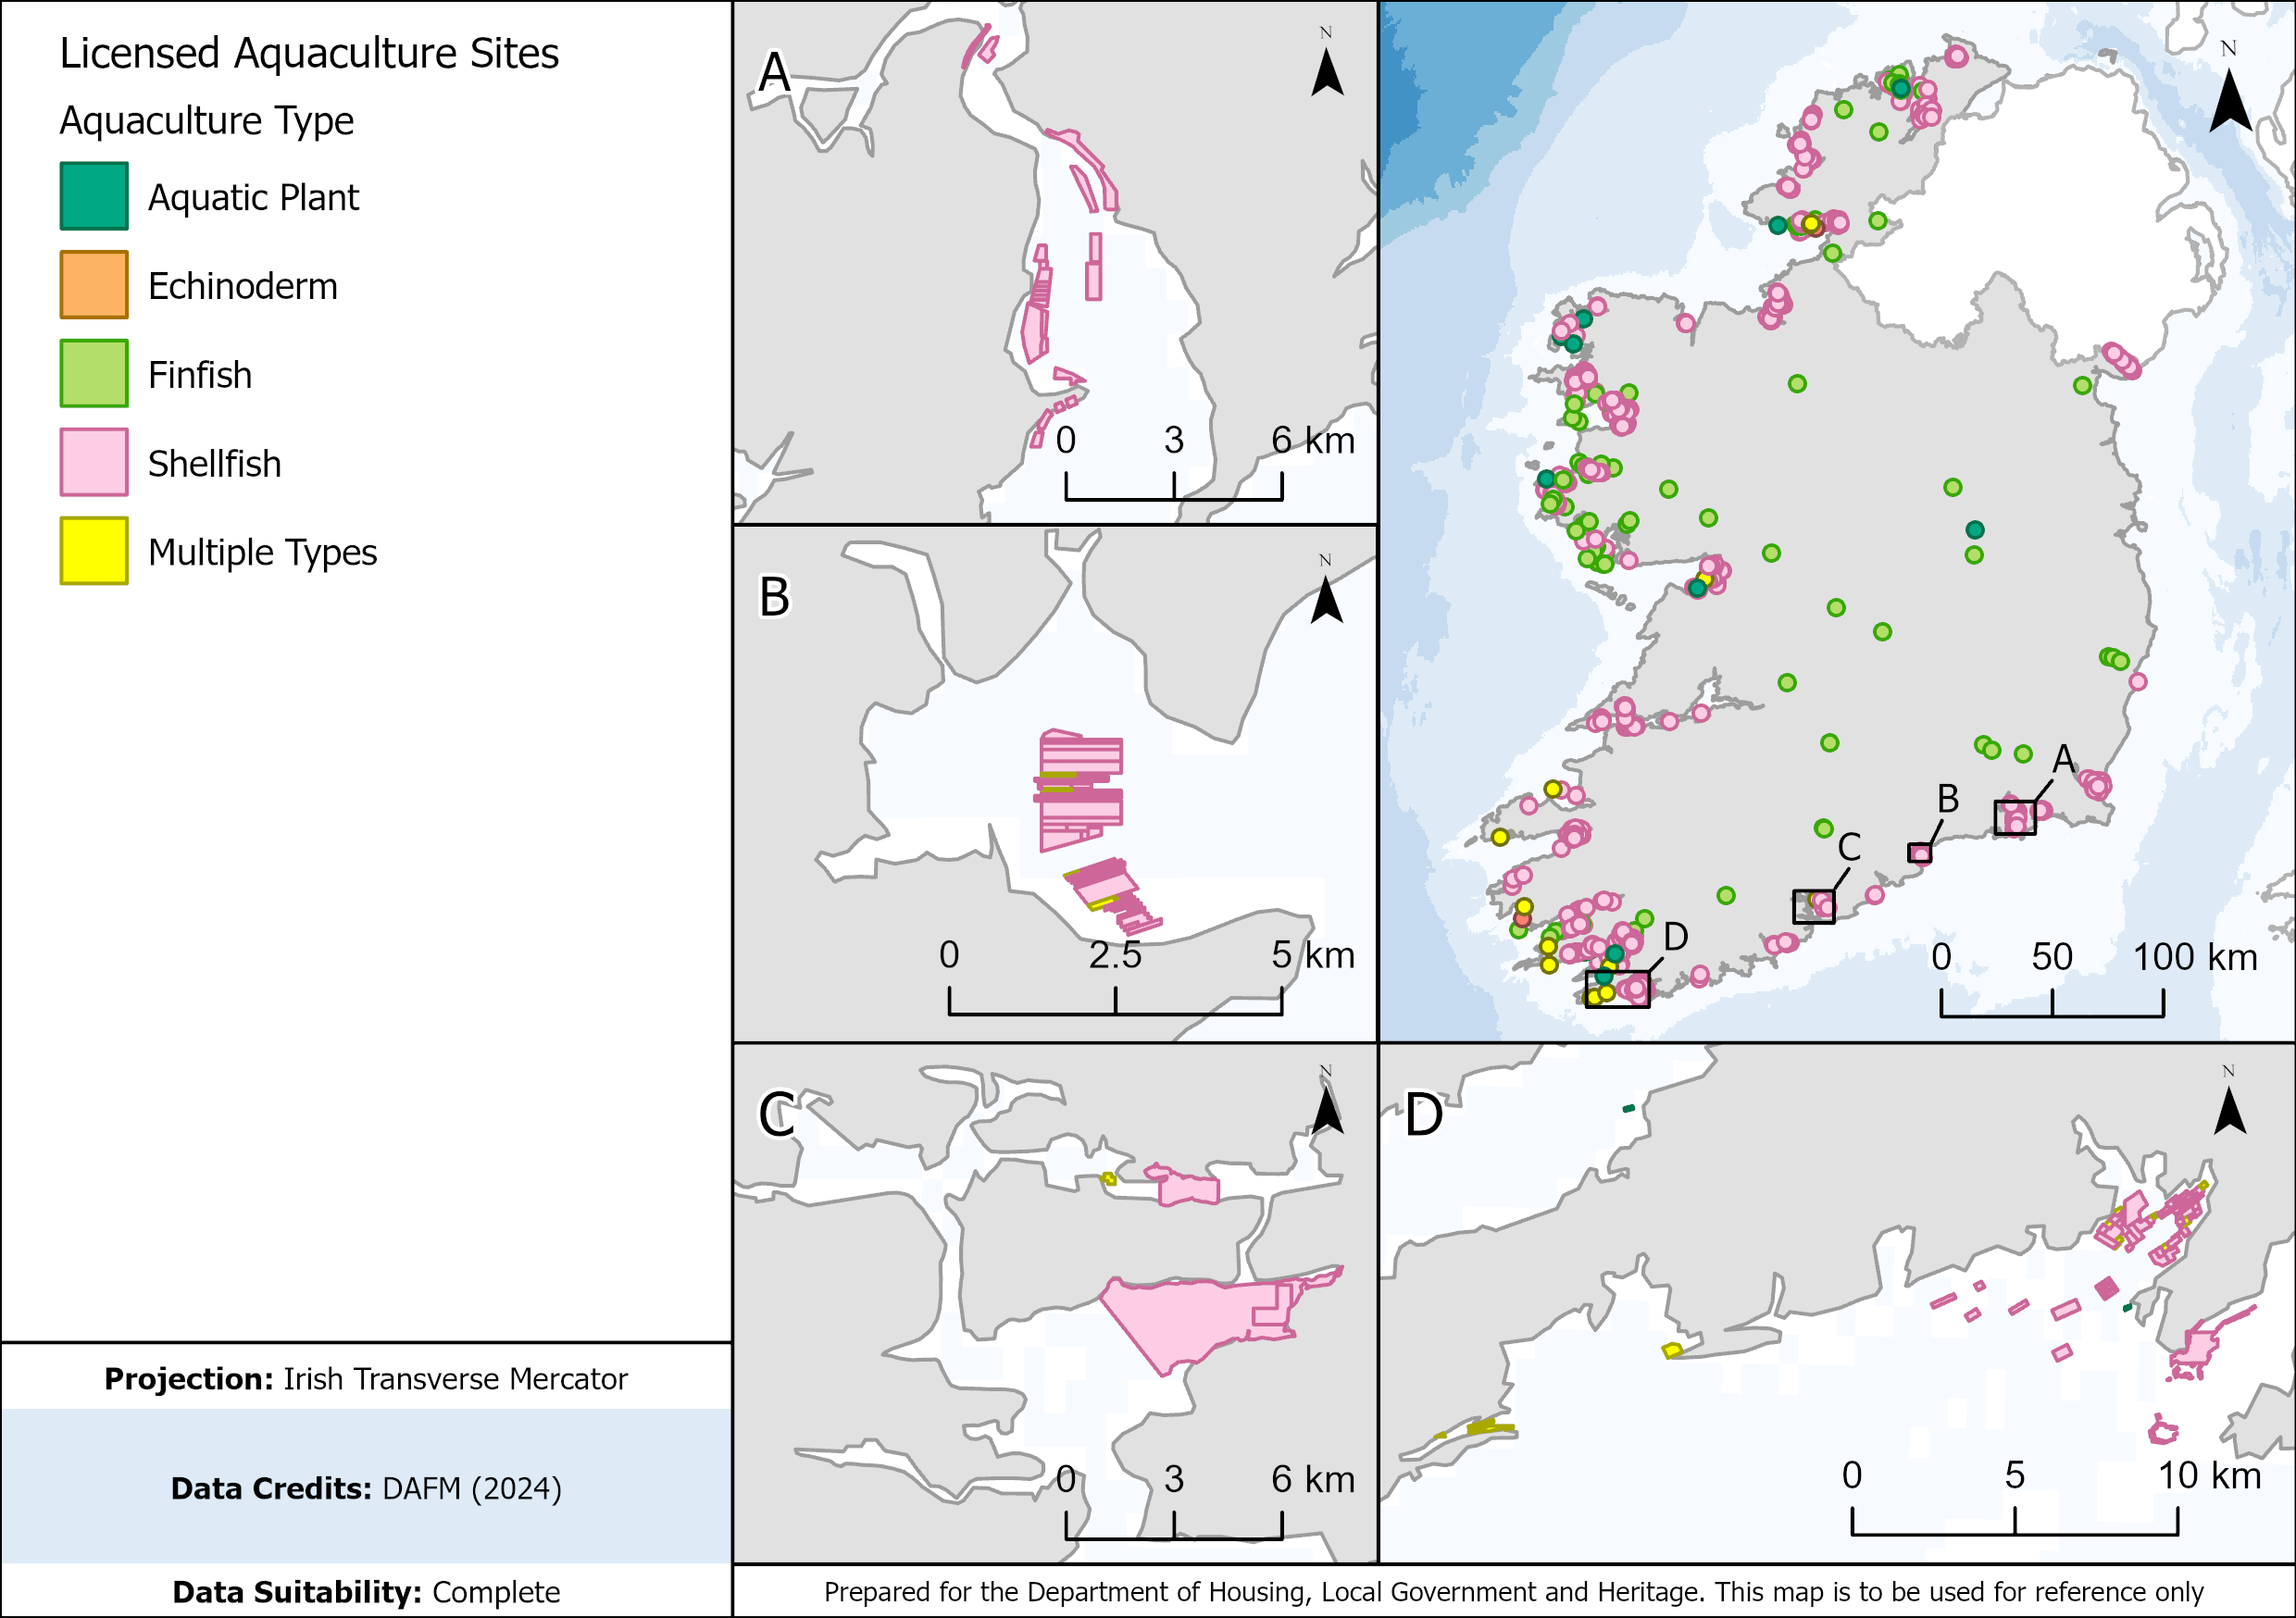 Licensed Aquaculture Sites
Aquaculture Type
Aquatic Plant
Echinoderm
Finfish
Shellfish
Multiple Types
Projection: Irish Transverse Mercator
Data Credits: DAFM (2024)
Data Suitability: Complete
A
N
0 3 6 km
B
N
0 2.5 5 km
C
N
0 3 6 km
N
A
B
C
D
0 50 100 km
D
N
0 5 10 km
Prepared for the Department of Housing, Local Government and Heritage. This map is to be used for reference only